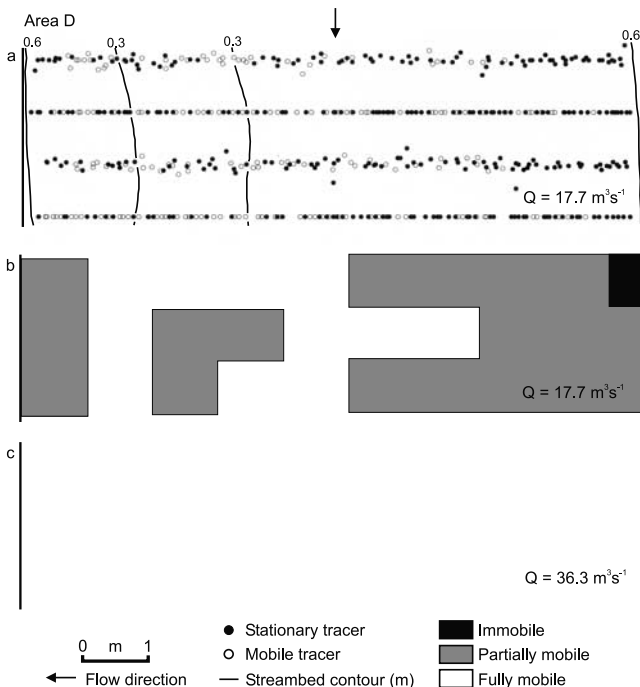 Area D
0.6
0.3
0.3
0.6
a
Q = 17.7 m³s⁻¹
b
Q = 17.7 m³s⁻¹
c
Q = 36.3 m³s⁻¹
0 m 1
Flow direction
Stationary tracer
Mobile tracer
Streambed contour (m)
Immobile
Partially mobile
Fully mobile